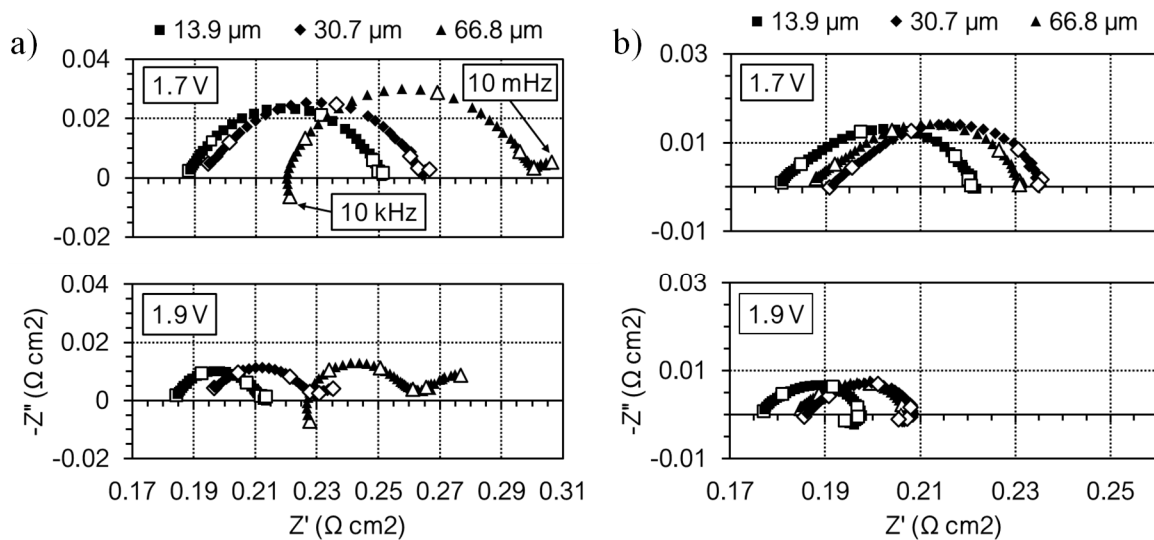 a)
■ 13.9 µm ◆ 30.7 µm ▲ 66.8 µm
0.04
0.02
0
-0.02
1.7 V
10 mHz
10 kHz
0.04
0.02
0
-0.02
1.9 V
-Z" (Ω cm2)
0.17 0.19 0.21 0.23 0.25 0.27 0.29 0.31
Z' (Ω cm2)
b)
■ 13.9 µm ◆ 30.7 µm ▲ 66.8 µm
0.03
0.01
-0.01
1.7 V
0.03
0.01
-0.01
1.9 V
-Z" (Ω cm2)
0.17 0.19 0.21 0.23 0.25
Z' (Ω cm2)